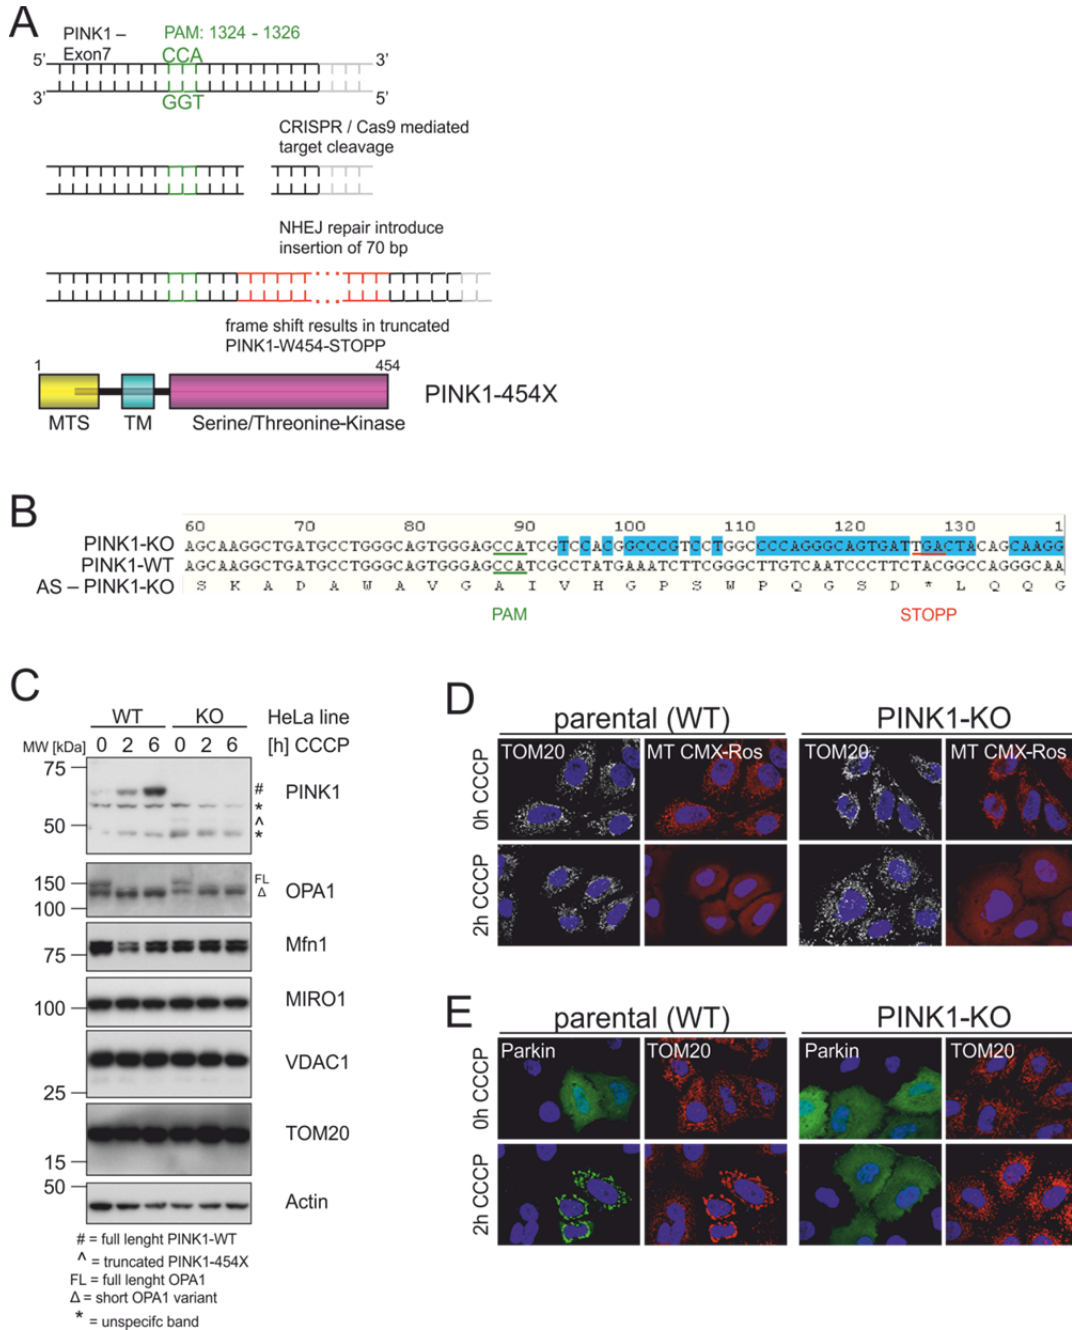 A
PINK1 –
Exon7
PAM: 1324 - 1326
CCA
5' 3'
3' 5'
GGT
CRISPR / Cas9 mediated
target cleavage
NHEJ repair introduce
insertion of 70 bp
frame shift results in truncated
PINK1-W454-STOPP
1 454
PINK1-454X
MTS TM Serine/Threonine-Kinase
B
60 70 80 90 100 110 120 130 1
PINK1-KO AGCAAGGCTGATGCCTGGGCAGTGGGAGCCATCGTCCACGGCCCGTCCTGGCCCCAGGGCAGTGATTGACTACAGCAAGG
PINK1-WT AGCAAGGCTGATGCCTGGGCAGTGGGAGCCATCGCCTATGAAATCTTCGGGCTTGTCAATCCCTTCTACGGCCAGGGCAA
AS – PINK1-KO S K A D A W A V G A I V H G P S W P Q G S D * L Q Q G
PAM STOPP
C
WT KO HeLa line
MW [kDa] 0 2 6 0 2 6 [h] CCCP
75
#
PINK1
*
^
50
*
150
FL
OPA1
Δ
100
Mfn1
75
MIRO1
100
VDAC1
25
TOM20
15
50
Actin
# = full lenght PINK1-WT
^ = truncated PINK1-454X
FL = full lenght OPA1
Δ = short OPA1 variant
* = unspecifc band
D
parental (WT) PINK1-KO
TOM20 MT CMX-Ros TOM20 MT CMX-Ros
0h CCCP
2h CCCP
E
parental (WT) PINK1-KO
Parkin TOM20 Parkin TOM20
0h CCCP
2h CCCP